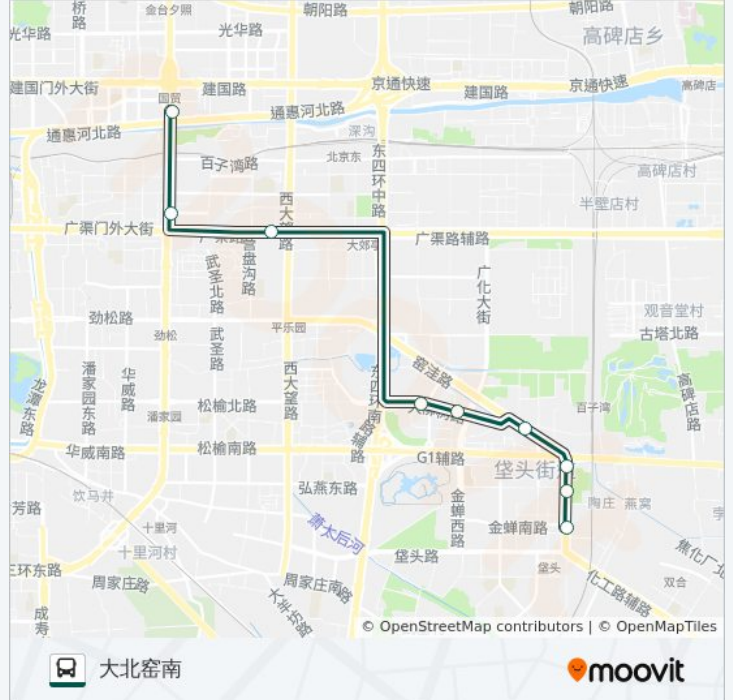 桥路
金台夕照
朝阳路
朝阳路
光华路
光华路
高碑店乡
建国门外大街
建国路
京通快速
建国路
京通快速
高碑店
国贸
通惠河北路
通惠河北路
深沟
百子湾路
北京东
东四环中路
高碑店村
半壁店村
西大望路
广渠门外大街
大郊亭
广渠路辅路
武圣北路
营盘沟路
广化大街
观音堂村
古塔北路
劲松路
劲松
武圣路
平乐园
窑洼路
潘家园东路
华威路
西大望路
龙潭东路
松榆北路
潘家园
百子湾
高碑店路
华威南路
松榆南路
G1辅路
垡头街
饮马井
弘燕东路
金蝉西路
陶庄
燕窝
芳路
十里河
萧太后河
金蝉南路
十里河村
垡头路
垡头
三环东路
周家庄路
周家庄南路
化工路辅路
双合
焦化厂北
成寿
大羊坊路
© OpenStreetMap contributors | © OpenMapTiles
大北窑南
moovit